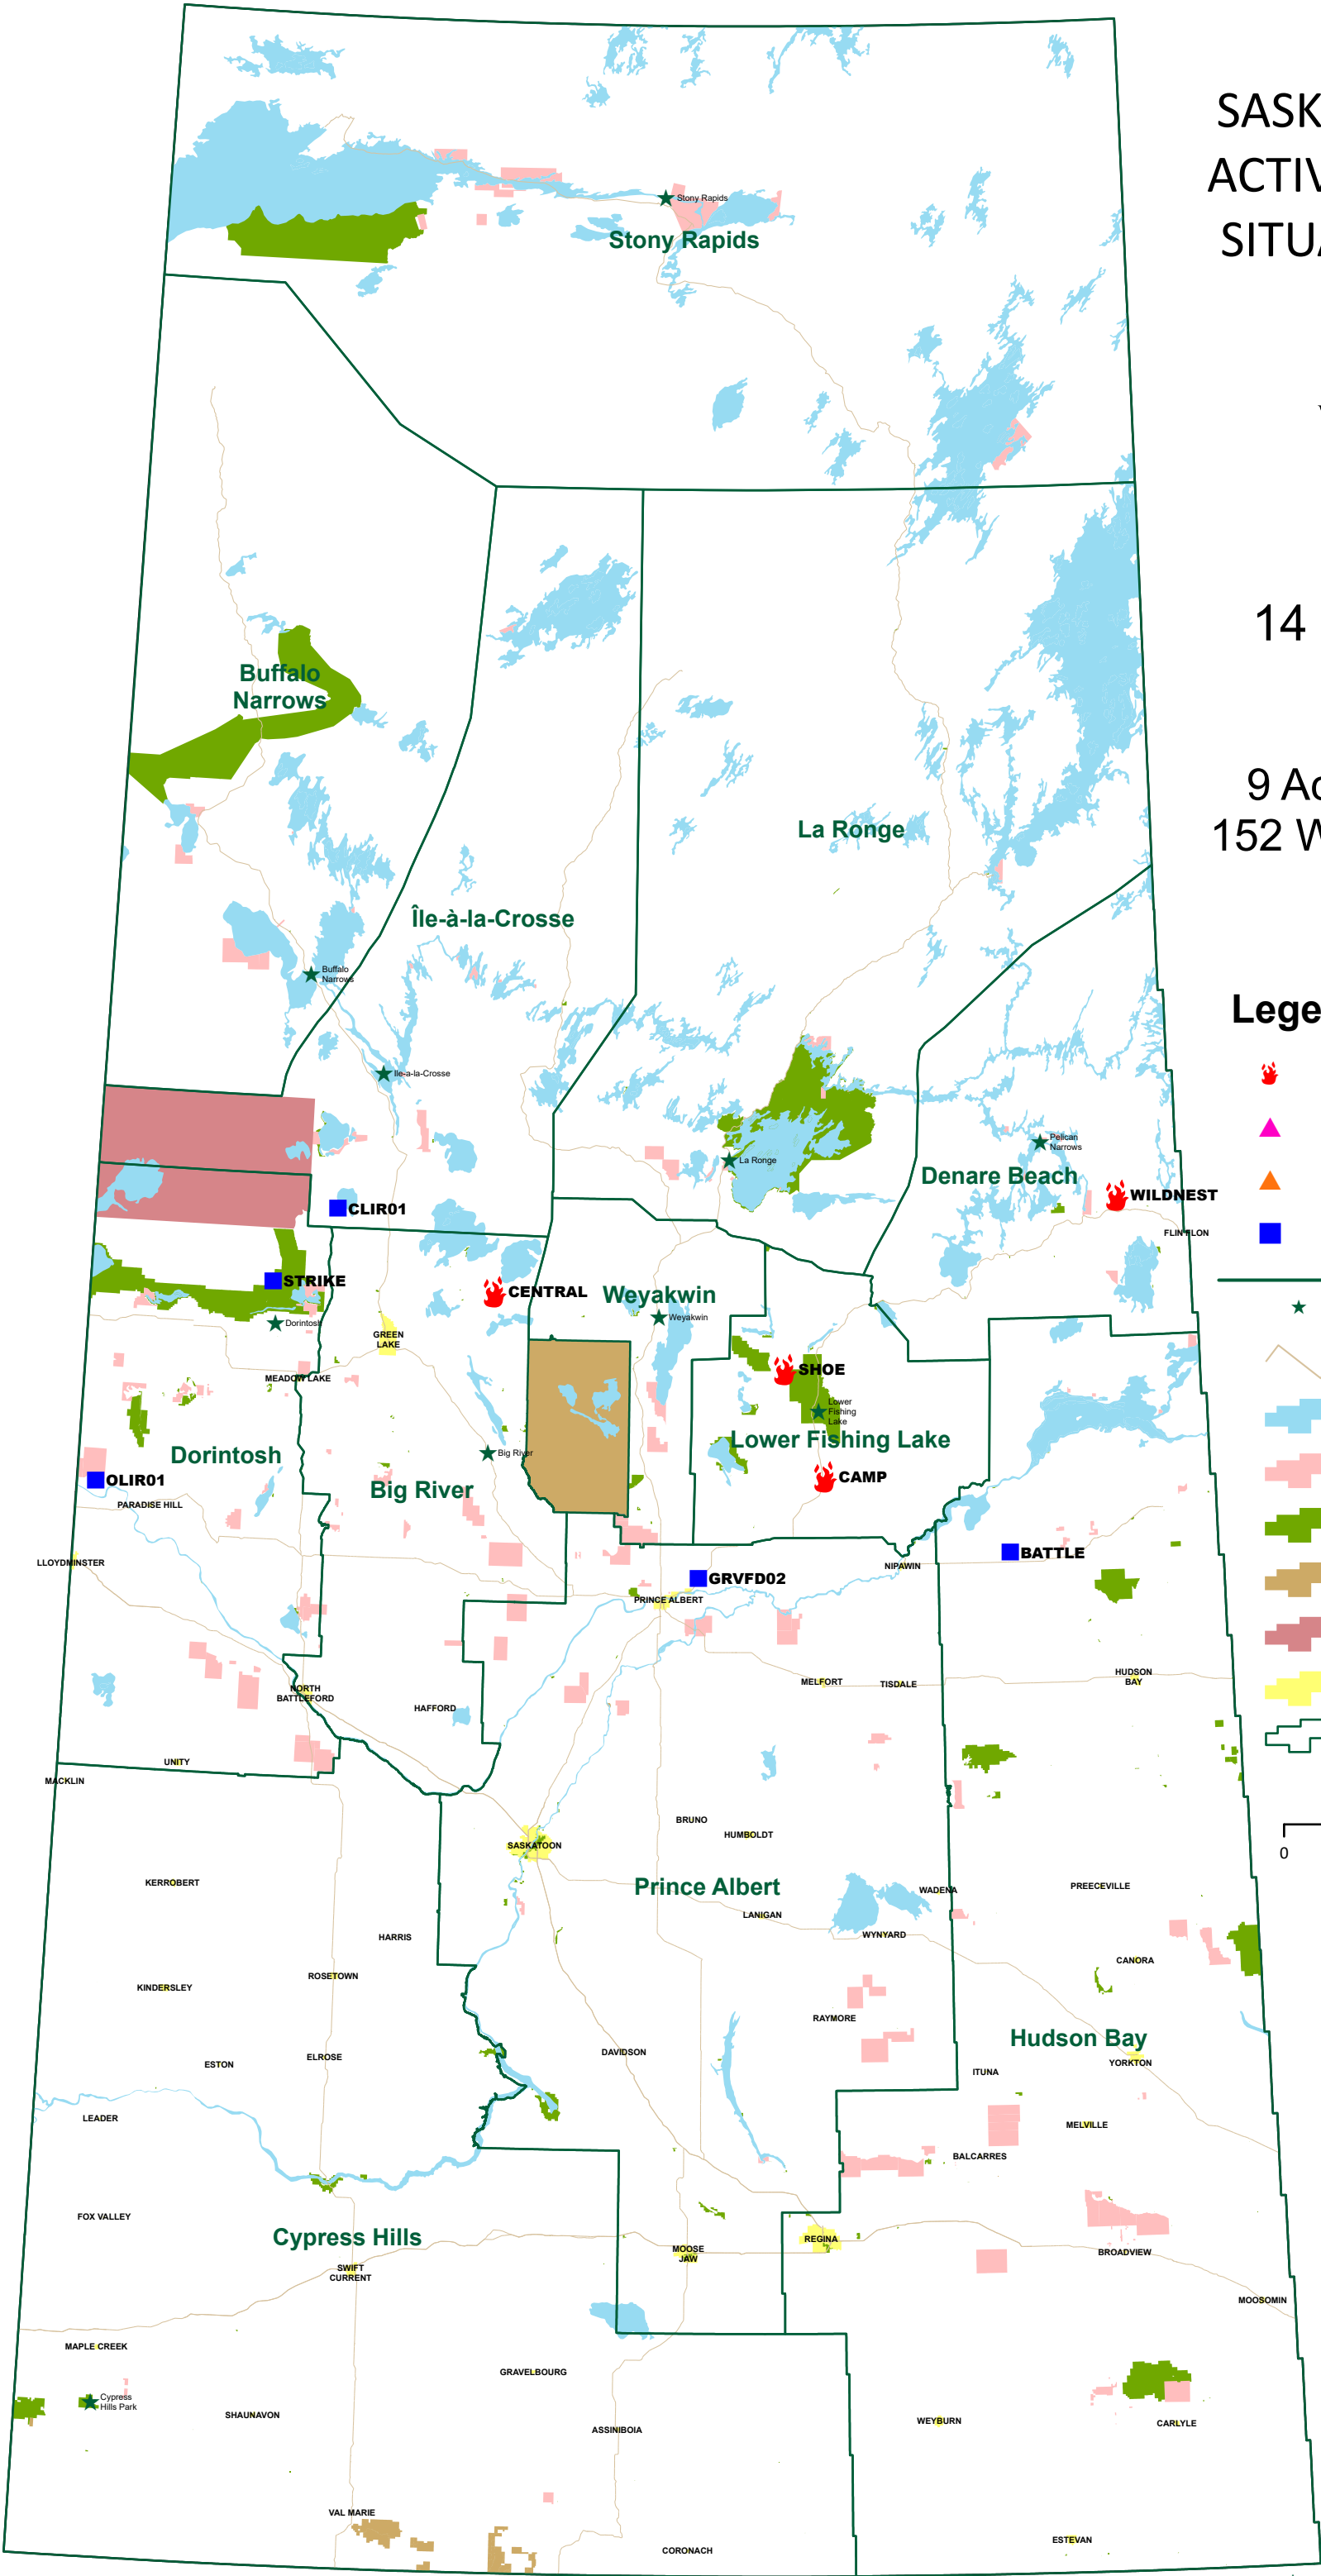 SASK
ACTIV
SITUA
14
9 Ac
152 W
Lege
0
Stony Rapids
Stony Rapids
Buffalo
Narrows
La Ronge
Île-à-la-Crosse
Buffalo
Narrows
Ile-a-la-Crosse
Pelican
Narrows
La Ronge
Denare Beach
WILDNEST
CLIR01
FLIN FLON
STRIKE
CENTRAL
Weyakwin
Weyakwin
Dorintosh
GREEN
LAKE
SHOE
MEADOW LAKE
Lower
Fishing
Lake
Lower Fishing Lake
Dorintosh
Big River
Big River
CAMP
OLIR01
PARADISE HILL
BATTLE
LLOYDMINSTER
NIPAWIN
GRVFD02
PRINCE ALBERT
HUDSON
BAY
MELFORT
TISDALE
NORTH
BATTLEFORD
HAFFORD
UNITY
MACKLIN
BRUNO
HUMBOLDT
SASKATOON
KERROBERT
Prince Albert
PREECEVILLE
WADENA
LANIGAN
WYNYARD
HARRIS
CANORA
ROSETOWN
KINDERSLEY
RAYMORE
Hudson Bay
DAVIDSON
ELROSE
YORKTON
ESTON
ITUNA
LEADER
MELVILLE
BALCARRES
FOX VALLEY
Cypress Hills
REGINA
MOOSE
JAW
BROADVIEW
SWIFT
CURRENT
MOOSOMIN
MAPLE CREEK
GRAVELBOURG
Cypress
Hills Park
SHAUNAVON
WEYBURN
CARLYLE
ASSINIBOIA
VAL MARIE
ESTEVAN
CORONACH